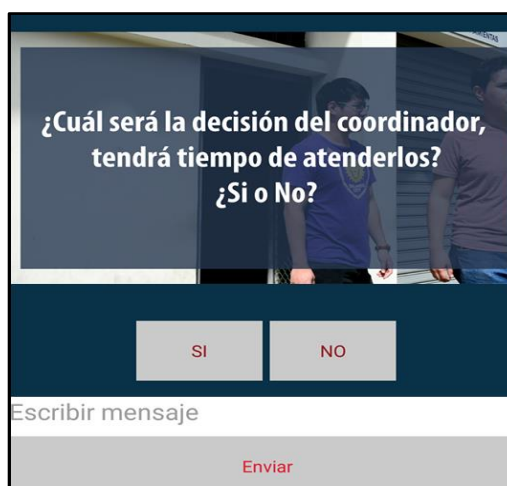 ¿Cuál será la decisión del coordinador,
tendrá tiempo de atenderlos?
¿Si o No?
SI
NO
Escribir mensaje
Enviar